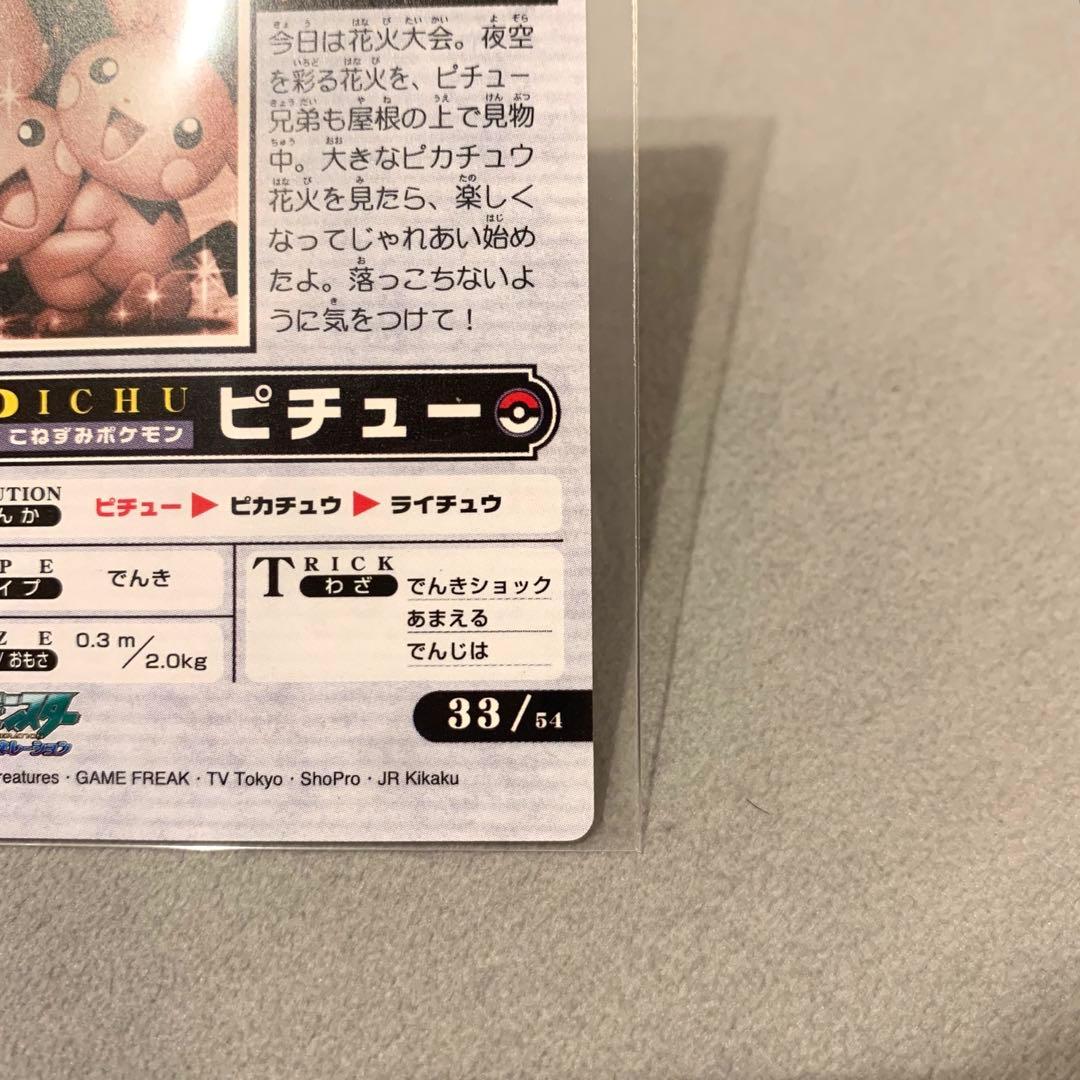 今日は花火大会。夜空
を彩る花火を、ピチュー
兄弟も屋根の上で見物
中。大きなピカチュウ
花火を見たら、楽しく
なってじゃれあい始め
たよ。落っこちないよ
うに気をつけて！
ICHU ピチュー
こねずみポケモン
UTION
んか ピチュー▶ピカチュウ▶ライチュウ
P E
イプ でんき
TRICK
わざ でんきショック
あまえる
でんじは
Z E
/おもさ 0.3 m/2.0kg
33/54
スター
reatures・GAME FREAK・TV Tokyo・ShoPro・JR Kikaku